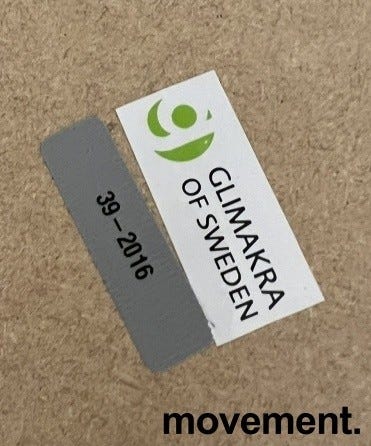 GLIMAKRA
OF SWEDEN
39 – 2016
movement.